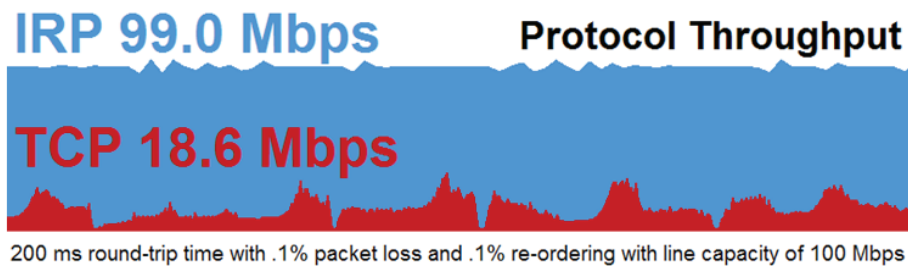 IRP 99.0 Mbps
Protocol Throughput
TCP 18.6 Mbps
200 ms round-trip time with .1% packet loss and .1% re-ordering with line capacity of 100 Mbps